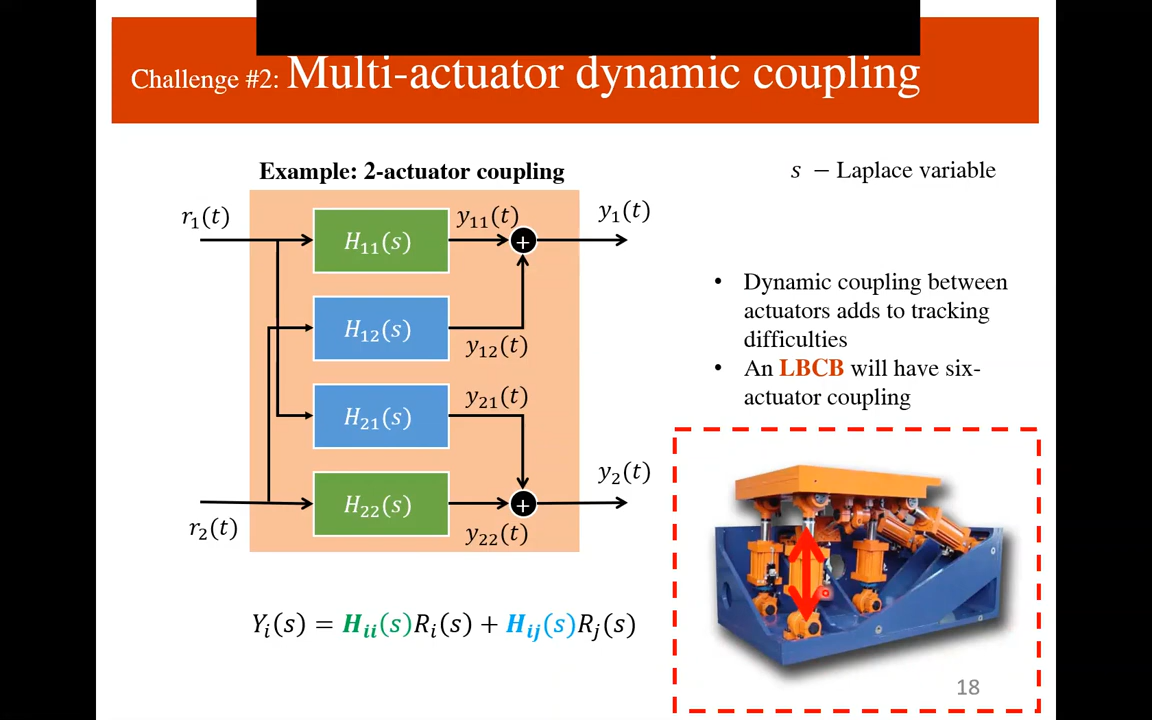 Challenge #2: Multi-actuator dynamic coupling
Example: 2-actuator coupling
s − Laplace variable
r₁(t)
H₁₁(s)
y₁₁(t)
+
y₁(t)
H₁₂(s)
y₁₂(t)
H₂₁(s)
y₂₁(t)
r₂(t)
H₂₂(s)
y₂₂(t)
+
y₂(t)
Yᵢ(s) = Hᵢᵢ(s)Rᵢ(s) + Hᵢⱼ(s)Rⱼ(s)
• Dynamic coupling between
actuators adds to tracking
difficulties
• An LBCB will have six-
actuator coupling
18